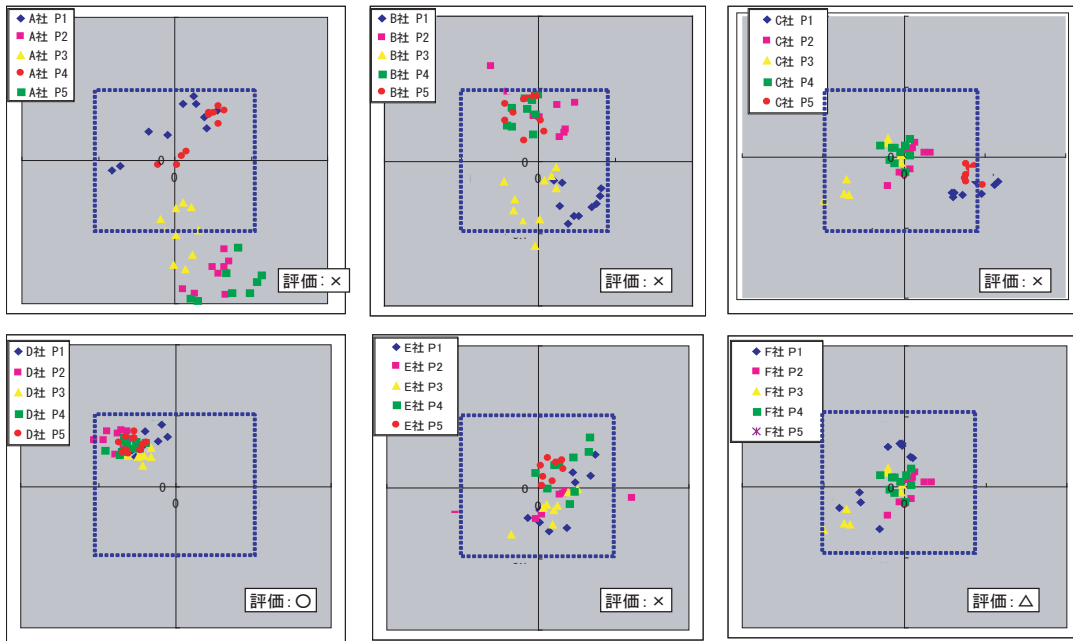 A社 P1
A社 P2
A社 P3
A社 P4
A社 P5
0
0
評価：×
B社 P1
B社 P2
B社 P3
B社 P4
B社 P5
0
0
評価：×
C社 P1
C社 P2
C社 P3
C社 P4
C社 P5
0
0
評価：×
D社 P1
D社 P2
D社 P3
D社 P4
D社 P5
0
0
評価：○
E社 P1
E社 P2
E社 P3
E社 P4
E社 P5
0
0
評価：×
F社 P1
F社 P2
F社 P3
F社 P4
F社 P5
0
0
評価：△